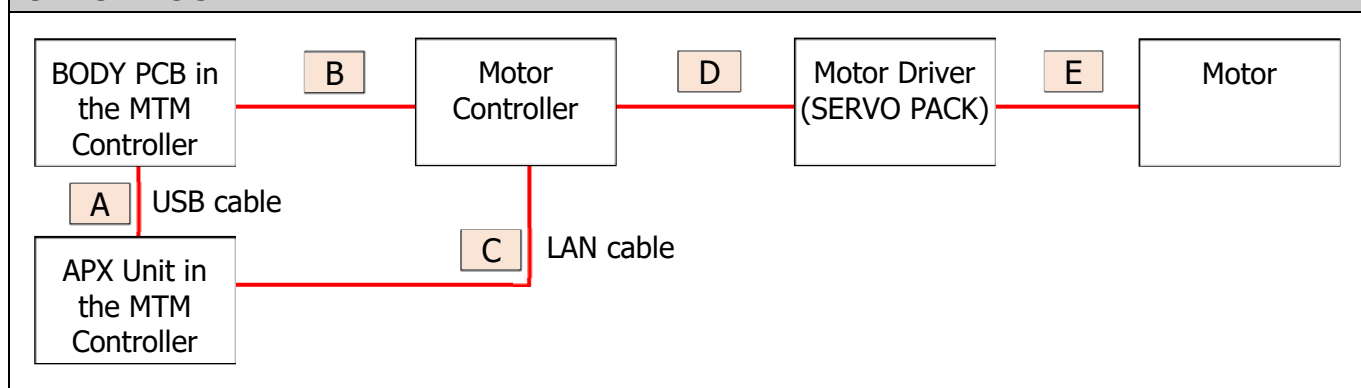 BODY PCB in
the MTM
Controller
B
Motor
Controller
D
Motor Driver
(SERVO PACK)
E
Motor
A
USB cable
C
LAN cable
APX Unit in
the MTM
Controller